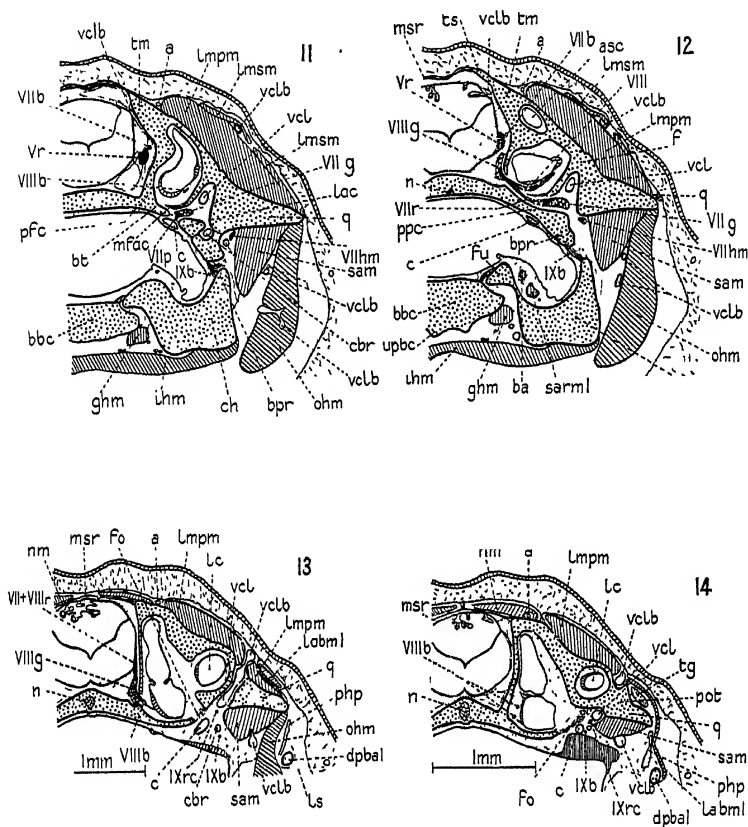 11
vclb
tm
a
lmpm
lmsm
vclb
vcl
lmsm
VII g
lac
q
VIIhm
sam
vclb
cbr
vclb
ohm
bpr
ch
ihm
ghm
bbc
pfc
VIIIb
Vr
VIIb
bt
mfac
VIIp
c
IXb
12
msr
ts
vclb
tm
a
VIIb
asc
lmsm
VIII
vclb
lmpm
f
vcl
q
VIIg
VIIhm
sam
vclb
ohm
sarml
ba
ghm
ihm
upbc
bbc
fu
c
bpr
IXb
ppc
VIIr
n
VIIIg
Vr
13
nm
msr
fo
a
lmpm
lc
vcl
vclb
lmpm
labml
q
php
ohm
dpbal
ls
vclb
sam
cbr
IXb
IXrc
c
VIIIb
n
VIIIg
VII+VIIIr
1mm
14
msr
a
lmpm
lc
vclb
vcl
tg
pot
q
sam
php
labml
dpbal
vclb
IXrc
IXb
c
fo
n
VIIIb
1mm